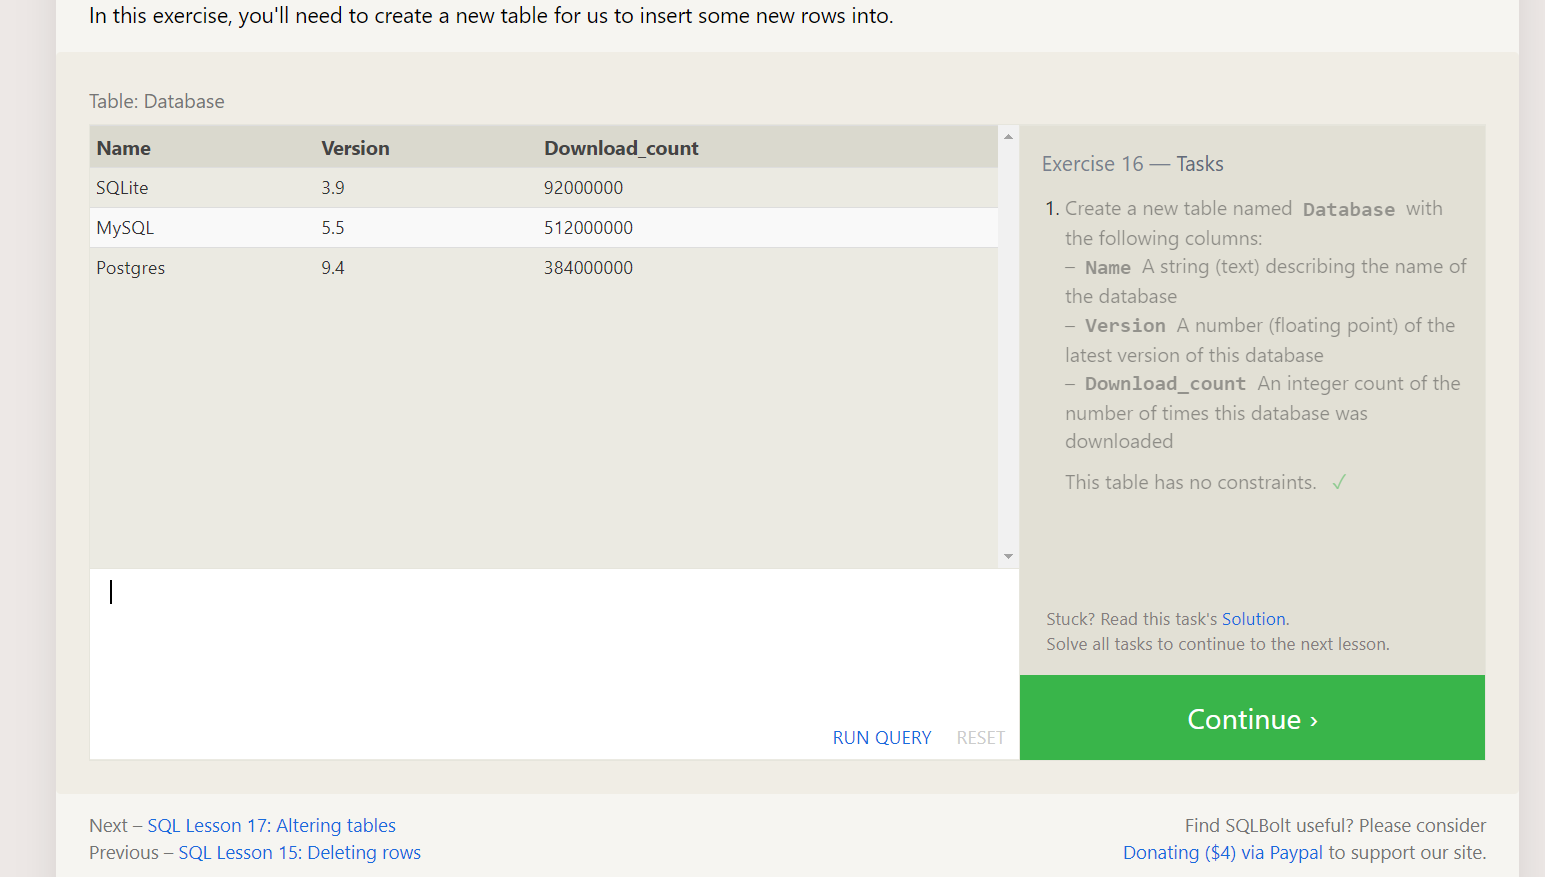 In this exercise, you'll need to create a new table for us to insert some new rows into.
Table: Database
Name Version Download_count
SQLite 3.9 92000000
MySQL 5.5 512000000
Postgres 9.4 384000000
RUN QUERY RESET
Exercise 16 — Tasks
1. Create a new table named Database with
the following columns:
– Name A string (text) describing the name of
the database
– Version A number (floating point) of the
latest version of this database
– Download_count An integer count of the
number of times this database was
downloaded
This table has no constraints. ✓
Stuck? Read this task's Solution.
Solve all tasks to continue to the next lesson.
Continue ›
Next – SQL Lesson 17: Altering tables
Previous – SQL Lesson 15: Deleting rows
Find SQLBolt useful? Please consider
Donating ($4) via Paypal to support our site.